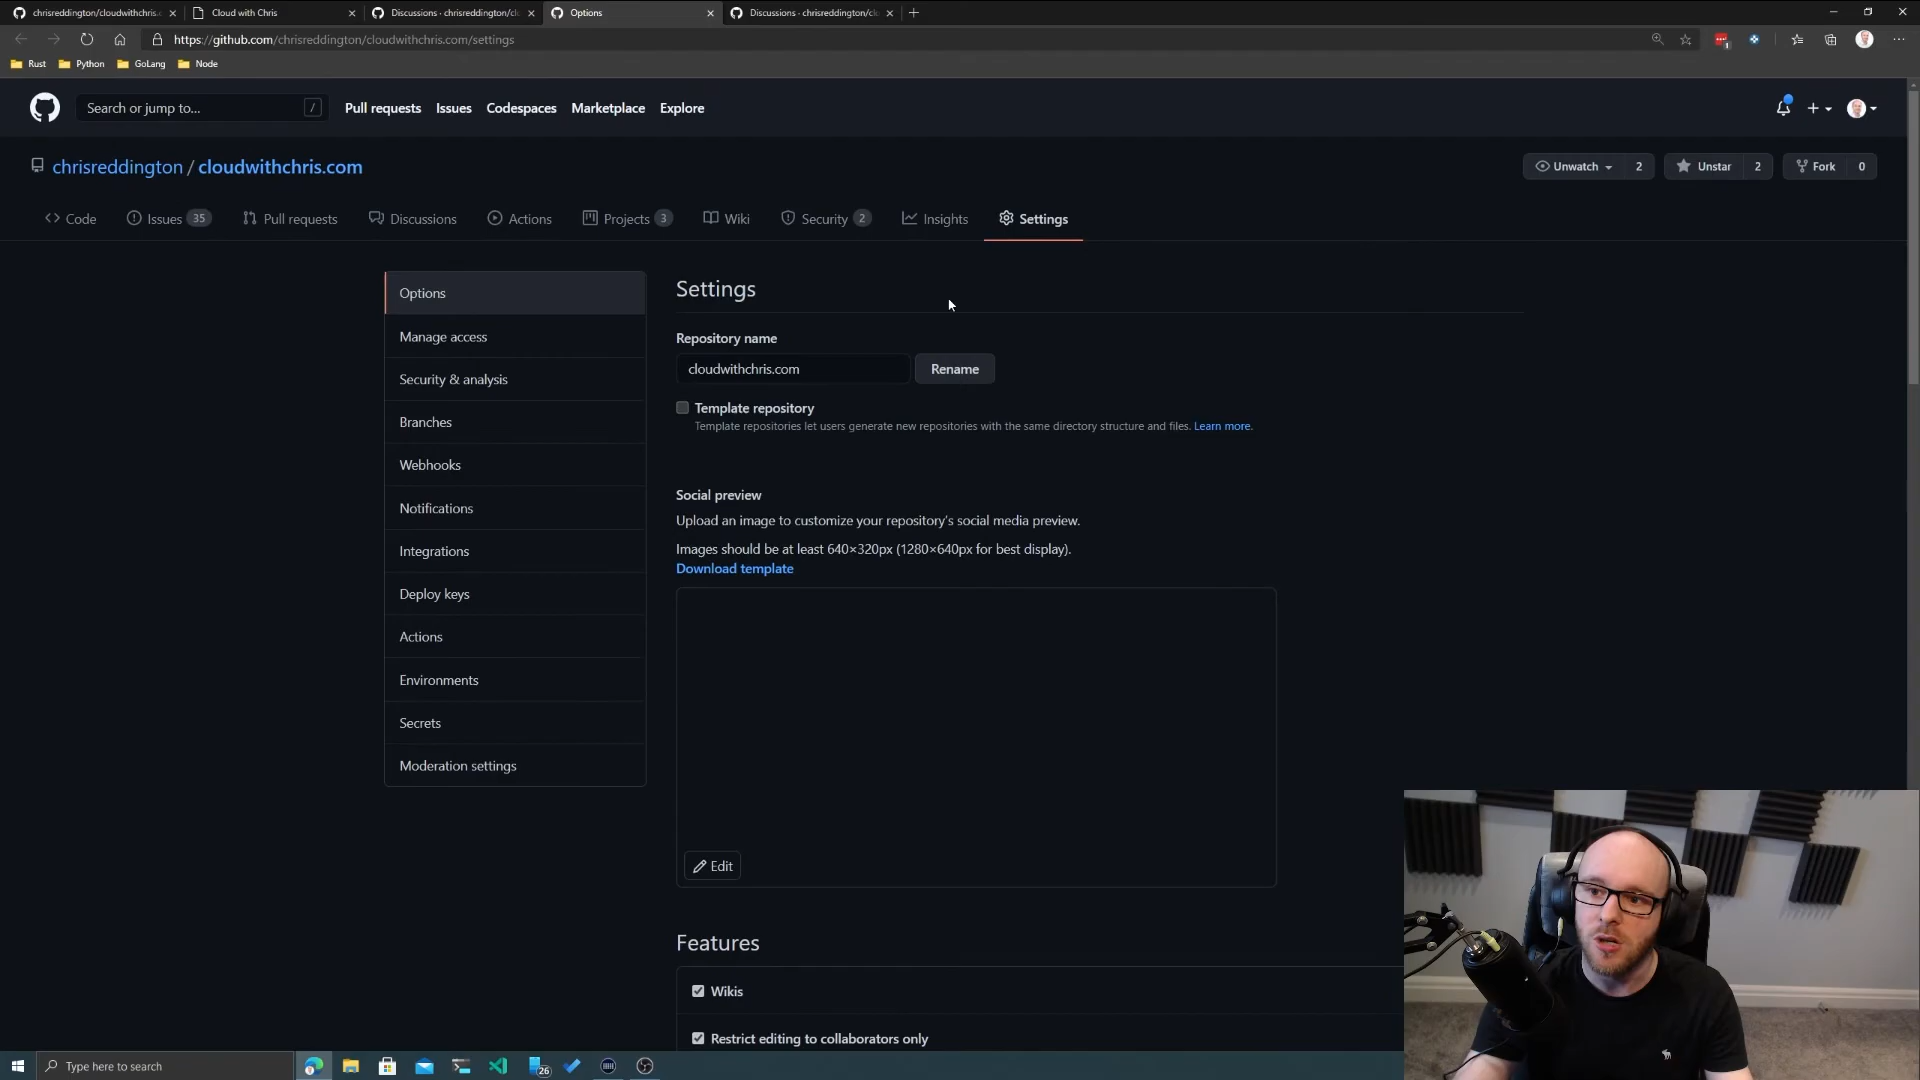 chrisreddington/cloudwithchris.c
Cloud with Chris
Discussions · chrisreddington/cl
Options
Discussions · chrisreddington/cl
https://github.com/chrisreddington/cloudwithchris.com/settings
Rust
Python
GoLang
Node
Search or jump to...
/
Pull requests
Issues
Codespaces
Marketplace
Explore
chrisreddington / cloudwithchris.com
Unwatch 2
Unstar 2
Fork 0
Code
Issues 35
Pull requests
Discussions
Actions
Projects 3
Wiki
Security 2
Insights
Settings
Options
Manage access
Security & analysis
Branches
Webhooks
Notifications
Integrations
Deploy keys
Actions
Environments
Secrets
Moderation settings
Settings
Repository name
cloudwithchris.com
Rename
Template repository
Template repositories let users generate new repositories with the same directory structure and files. Learn more.
Social preview
Upload an image to customize your repository's social media preview.
Images should be at least 640×320px (1280×640px for best display).
Download template
Edit
Features
Wikis
Restrict editing to collaborators only
Type here to search
26